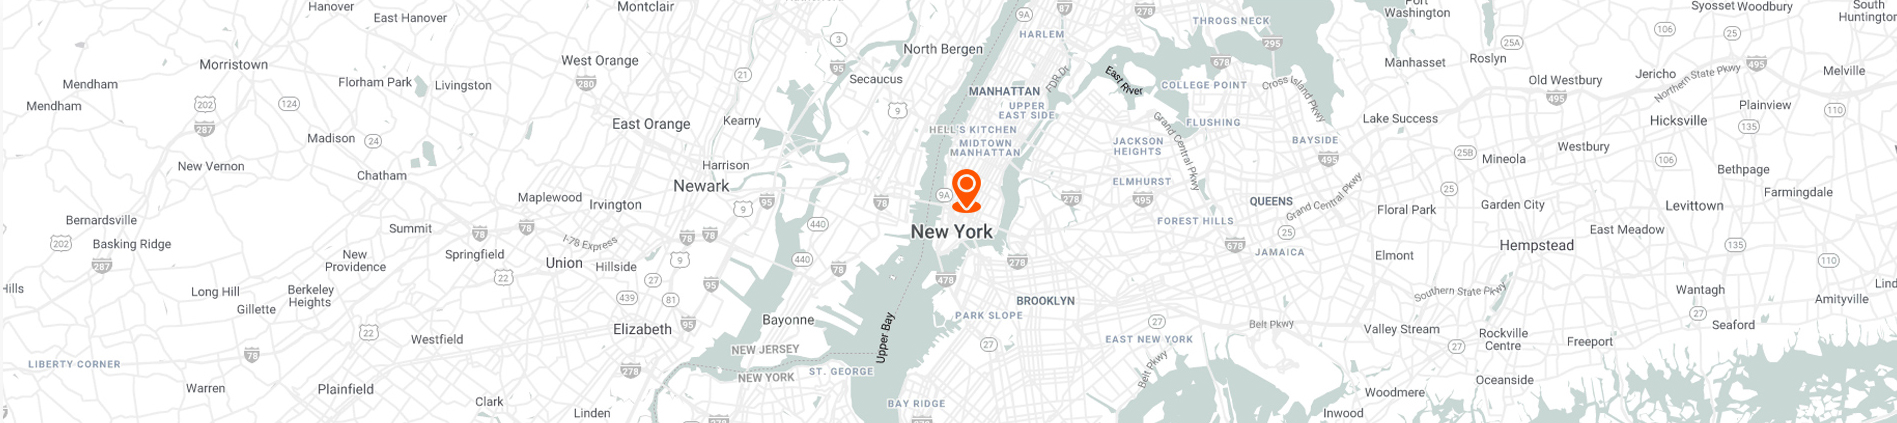 Hanover
East Hanover
Montclair
9A
87
HARLEM
278
THROGS NECK
Port
Washington
Syosset
Woodbury
South
Huntington
106
25
Morristown
West Orange
3
95
North Bergen
295
678
25A
Roslyn
Manhasset
Jericho
495
Northern State Pkwy
Melville
Mendham
Florham Park
Livingston
280
21
Secaucus
MANHATTAN
FDR Dr
East River
COLLEGE POINT
Cross Island Pkwy
Old Westbury
495
Mendham
202
287
124
East Orange
Kearny
9
UPPER
EAST SIDE
Grand Central Pkwy
FLUSHING
Lake Success
Plainview
110
Hicksville
135
Madison
24
HELL'S KITCHEN
MIDTOWN
MANHATTAN
JACKSON
HEIGHTS
BAYSIDE
495
25B
Mineola
Westbury
106
Bethpage
New Vernon
Chatham
Harrison
Newark
ELMHURST
Farmingdale
Maplewood
Irvington
9
95
78
9A
278
495
QUEENS
Grand Central Pkwy
25
Floral Park
Garden City
Levittown
Bernardsville
Summit
78
78
440
New York
FOREST HILLS
25
East Meadow
202
Basking Ridge
287
I-78 Express
678
JAMAICA
Hempstead
135
New
Providence
Springfield
Union
Hillside
9
440
78
278
Elmont
110
Hills
Long Hill
Berkeley
Heights
22
27
95
478
BROOKLYN
Southern State Pkwy
Wantagh
Lind
Amityville
Gillette
439
81
Bayonne
PARK SLOPE
27
Belt Pkwy
Valley Stream
27
Seaford
22
Westfield
Elizabeth
95
Upper Bay
27
EAST NEW YORK
27
Rockville
Centre
Freeport
LIBERTY CORNER
78
NEW JERSEY
NEW YORK
278
ST. GEORGE
Belt Pkwy
Oceanside
Warren
Plainfield
Woodmere
Clark
Linden
BAY RIDGE
Inwood